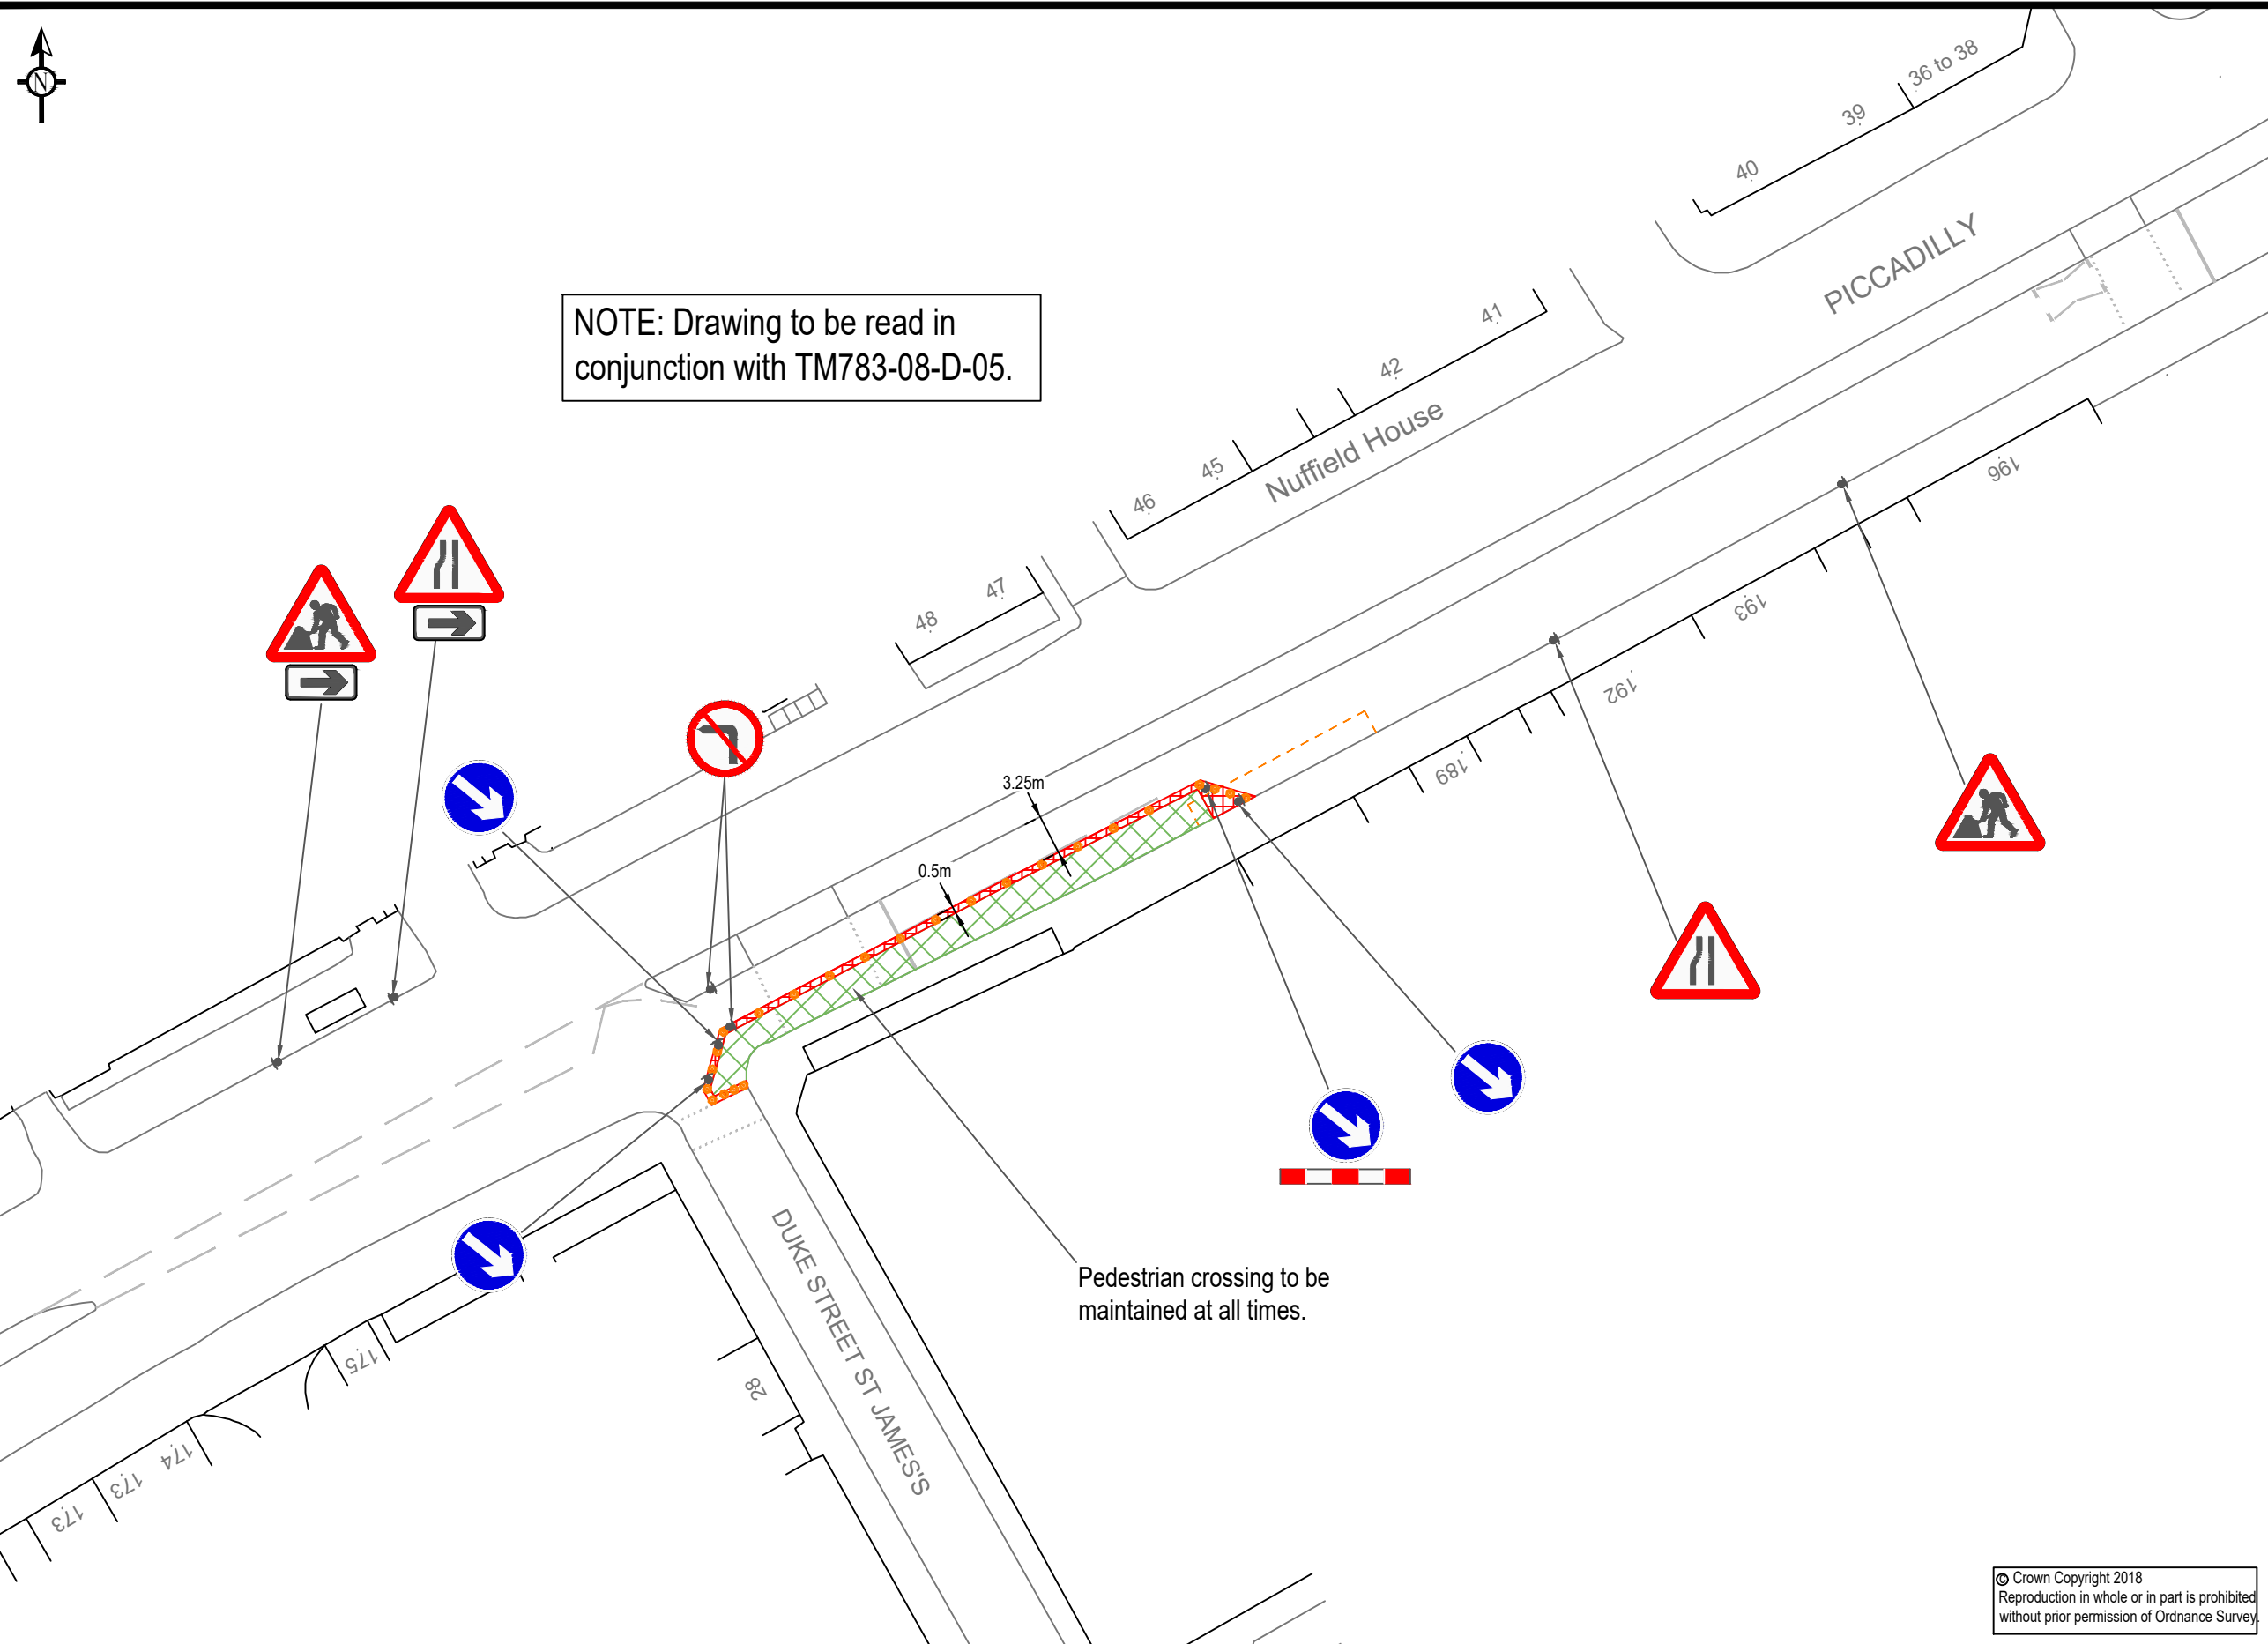 N
36 to 38
39
40
PICCADILLY
41
42
Nuffield House
45
46
47
48
NOTE: Drawing to be read in
conjunction with TM783-08-D-05.
196
193
192
189
3.25m
0.5m
Pedestrian crossing to be
maintained at all times.
DUKE STREET ST JAMES'S
28
175
174
173
173
© Crown Copyright 2018
Reproduction in whole or in part is prohibited
without prior permission of Ordnance Survey.